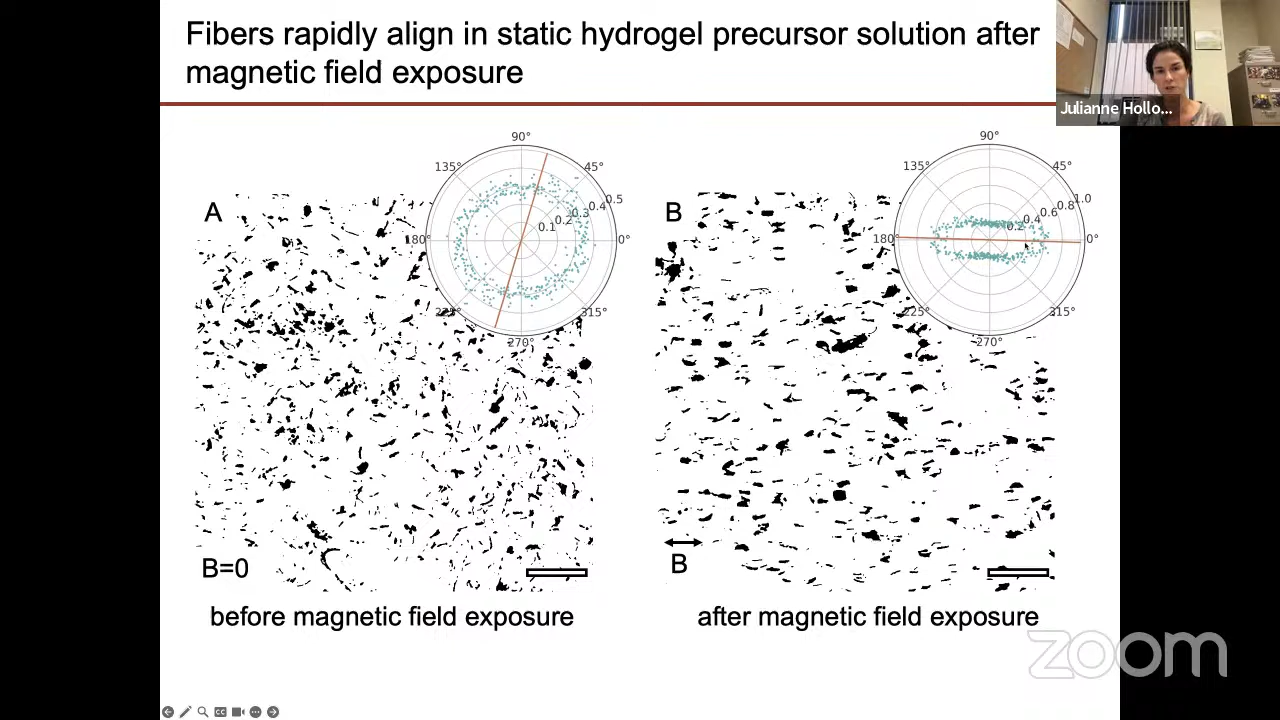 Fibers rapidly align in static hydrogel precursor solution after
magnetic field exposure
Julianne Hollo...
A
90°
135°
45°
180°
0°
225°
315°
270°
0.1
0.2
0.3
0.4
0.5
B=0
before magnetic field exposure
B
90°
135°
45°
180°
0°
225°
315°
270°
0.2
0.4
0.6
0.8
1.0
B
after magnetic field exposure
zoom
CC